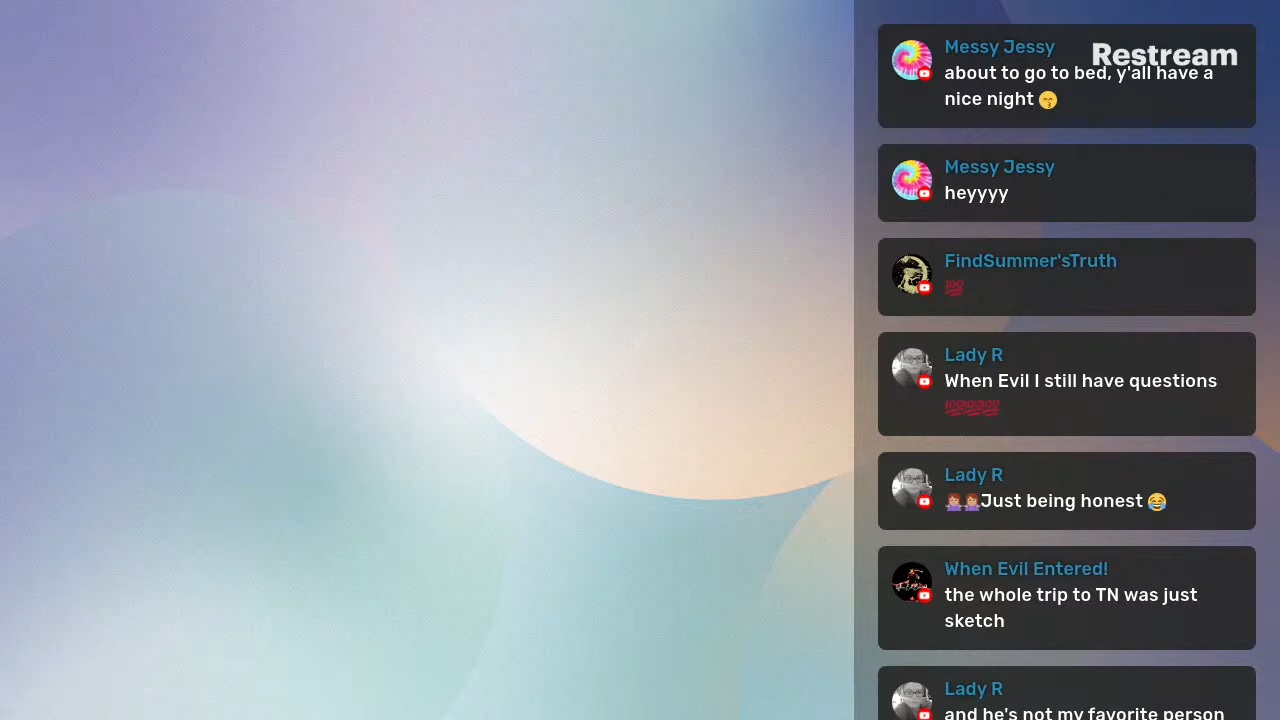 Restream
Messy Jessy
about to go to bed, y'all have a
nice night 😙
Messy Jessy
heyyyy
FindSummer'sTruth
💯
Lady R
When Evil I still have questions
💯💯💯
Lady R
🤷🏽‍♀️🤷🏽‍♀️Just being honest 😂
When Evil Entered!
the whole trip to TN was just
sketch
Lady R
and he's not my favorite person